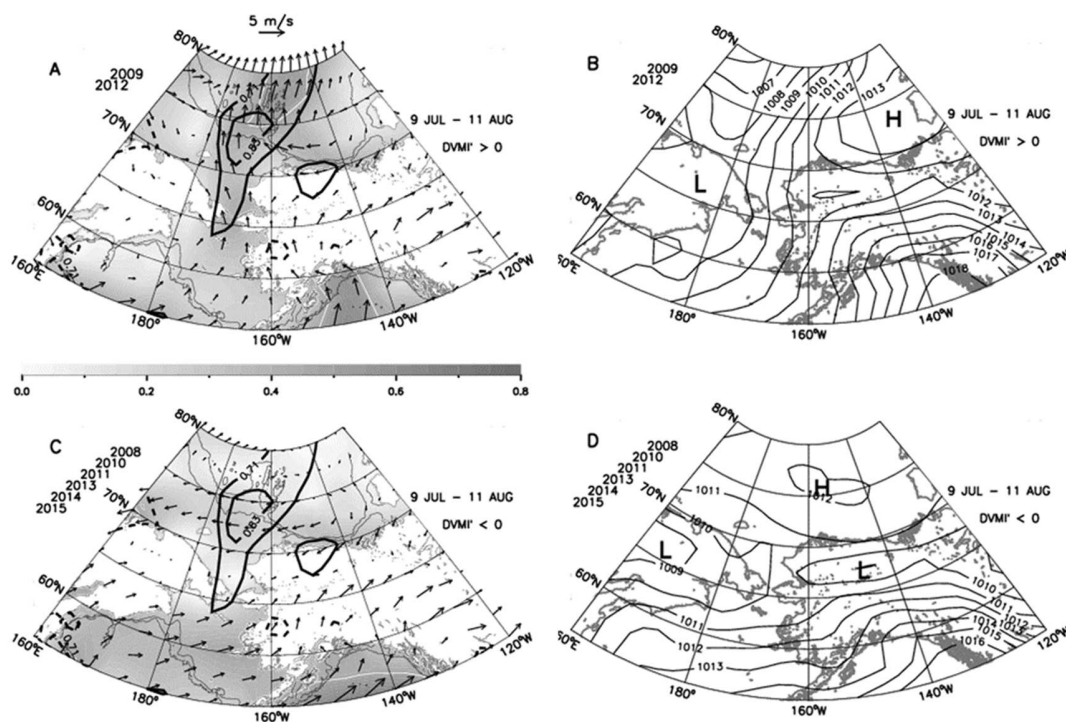 5 m/s
80°N
A
2009
2012
70°N
0.71
0.83
9 JUL - 11 AUG
DVMI' > 0
60°N
0.71
160°E
180°
160°W
140°W
120°W
80°N
B
2009
2012
70°N
1007
1008
1009
1010
1011
1012
1013
H
9 JUL - 11 AUG
DVMI' > 0
L
60°N
1012
1013
1014
1015
1016
1017
1018
180°
160°W
140°W
120°W
0.0 0.2 0.4 0.6 0.8
80°N
C
2008
2010
2011
2013
2014
2015
70°N
0.71
0.83
9 JUL - 11 AUG
DVMI' < 0
60°N
0.71
160°E
180°
160°W
140°W
120°W
80°N
D
2008
2010
2011
2013
2014
2015
70°N
1011
H
1012
9 JUL - 11 AUG
DVMI' < 0
1010
L
1009
L
60°N
1010
1011
1012
1013
1014
1015
1016
1011
1012
1013
180°
160°W
140°W
120°W